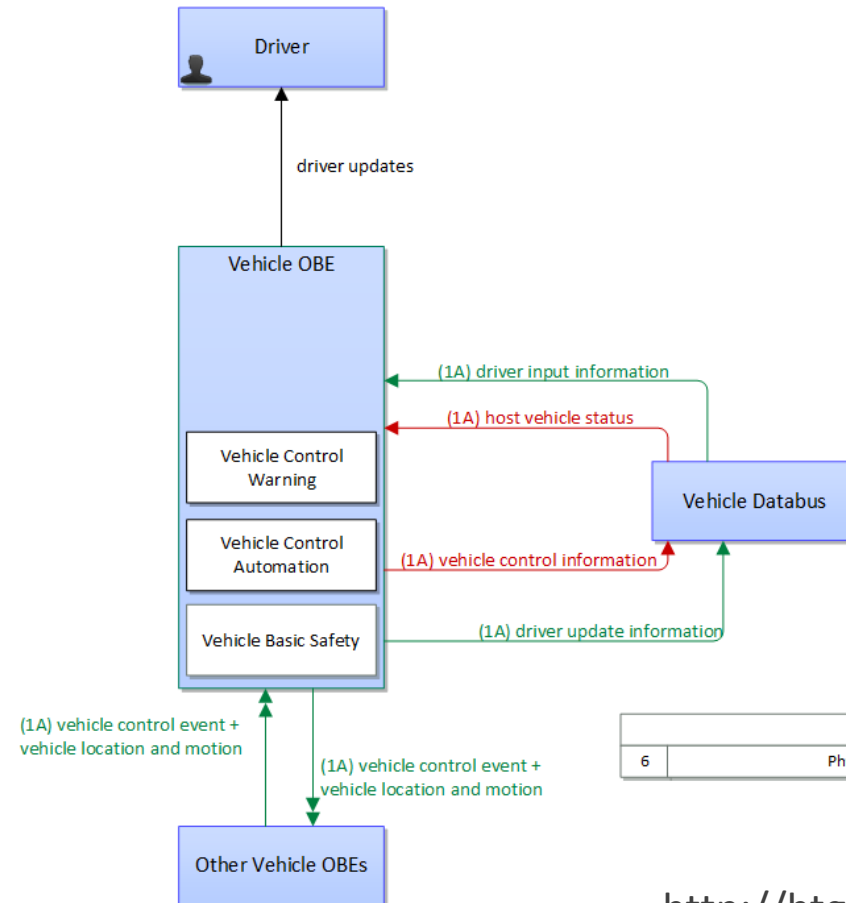 Driver
driver updates
Vehicle OBE
(1A) driver input information
(1A) host vehicle status
Vehicle Control
Warning
Vehicle Databus
Vehicle Control
Automation
(1A) vehicle control information
Vehicle Basic Safety
(1A) driver update information
(1A) vehicle control event +
vehicle location and motion
(1A) vehicle control event +
vehicle location and motion
6
Ph
Other Vehicle OBEs